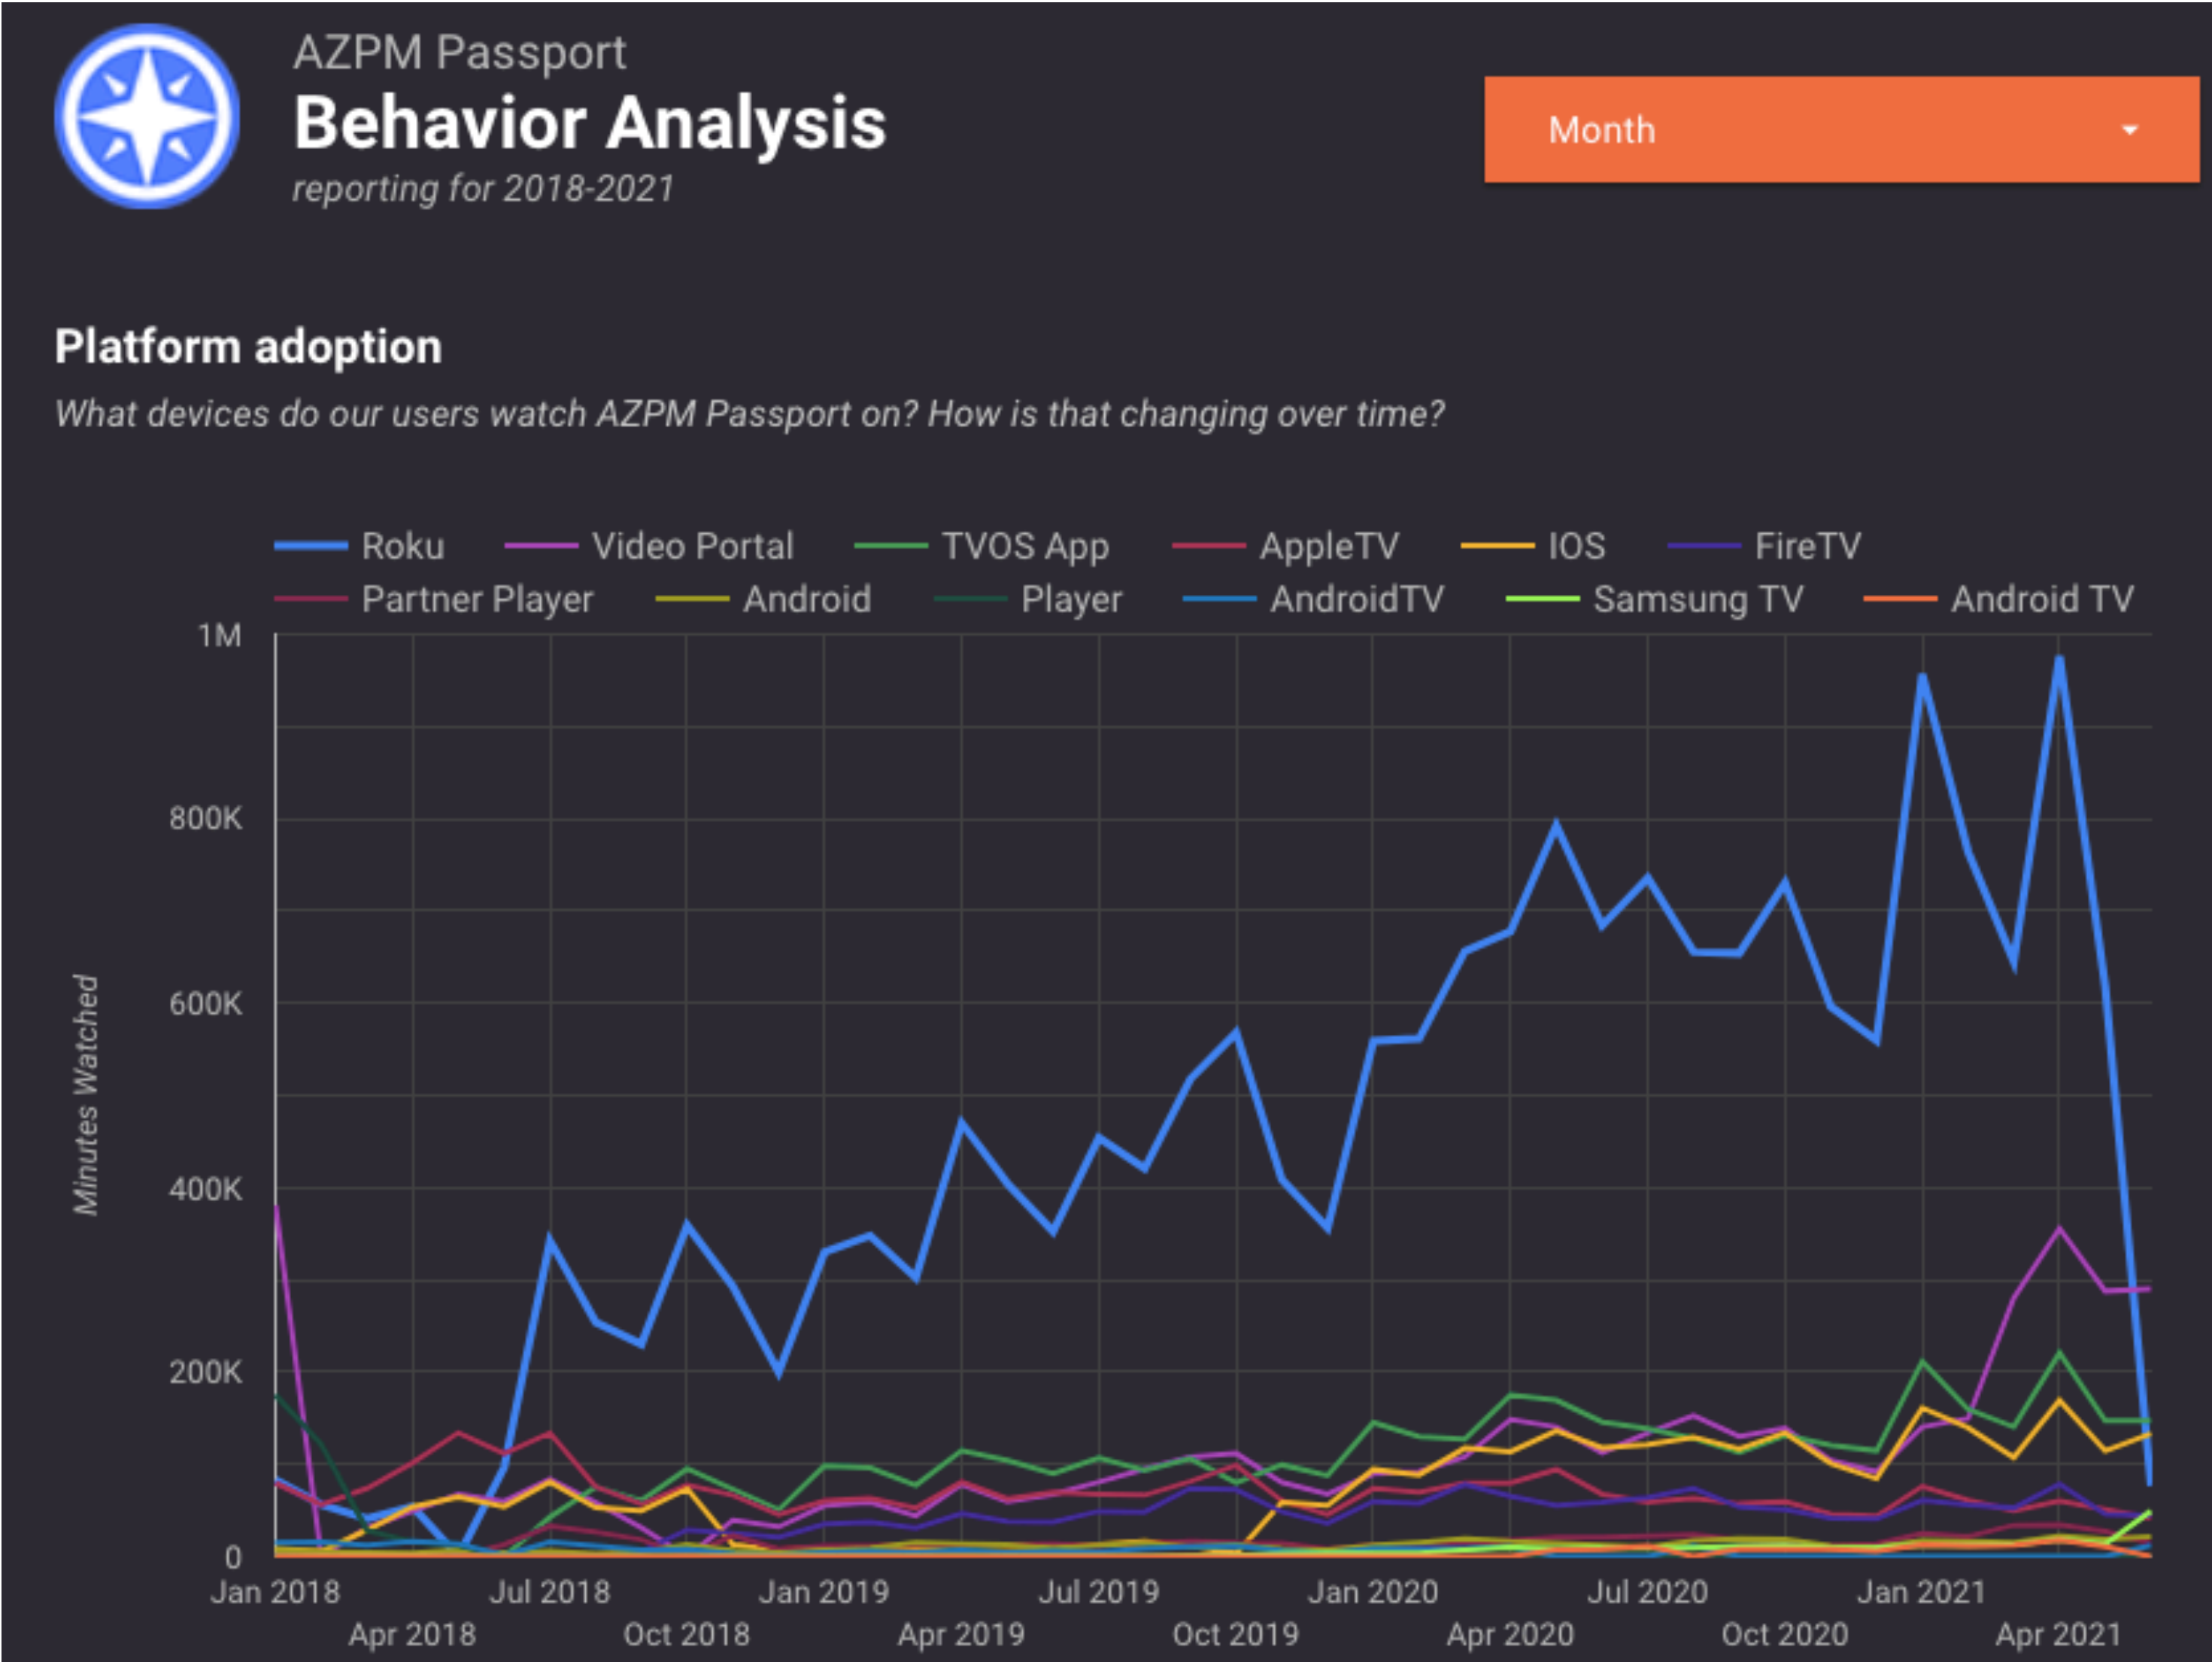 AZPM Passport
Behavior Analysis
reporting for 2018-2021
Month
Platform adoption
What devices do our users watch AZPM Passport on? How is that changing over time?
Roku Video Portal TVOS App AppleTV IOS FireTV
Partner Player Android Player AndroidTV Samsung TV Android TV
1M
800K
600K
400K
200K
0
Minutes Watched
Jan 2018 Jul 2018 Jan 2019 Jul 2019 Jan 2020 Jul 2020 Jan 2021
Apr 2018 Oct 2018 Apr 2019 Oct 2019 Apr 2020 Oct 2020 Apr 2021